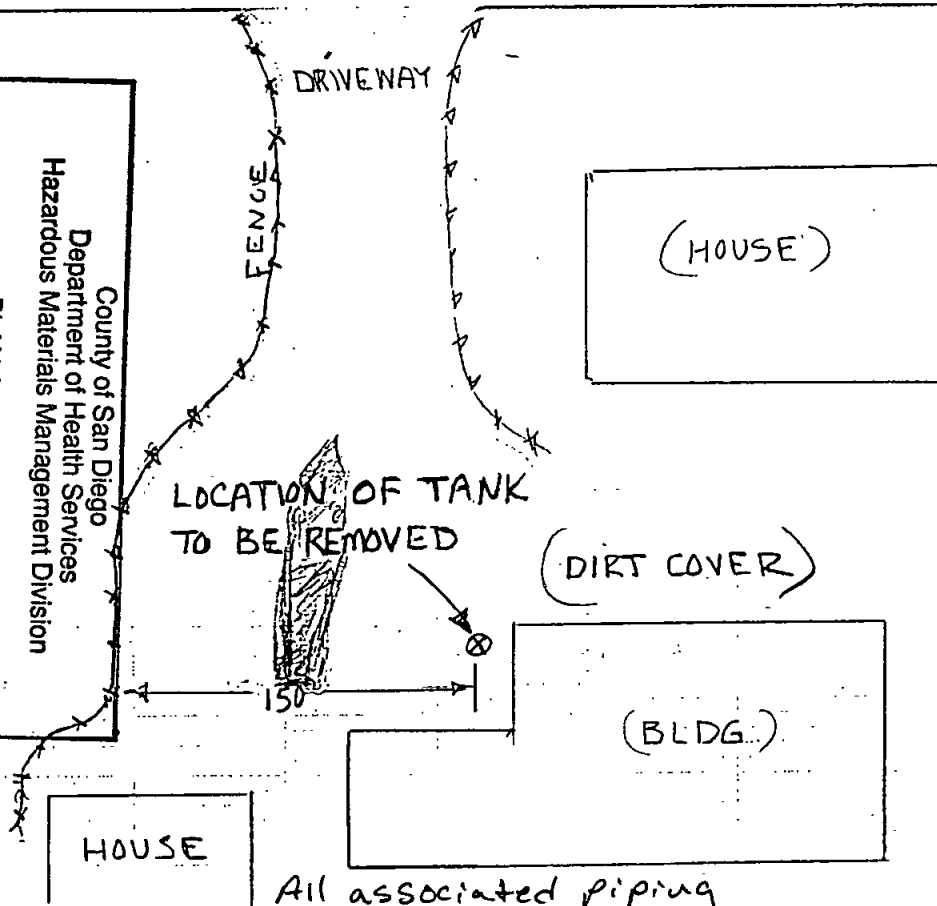 DRIVEWAY
FENCE
(HOUSE)
County of San Diego
Department of Health Services
Hazardous Materials Management Division
LOCATION OF TANK
TO BE REMOVED
(DIRT COVER)
150
(BLDG.)
HOUSE
All associated piping